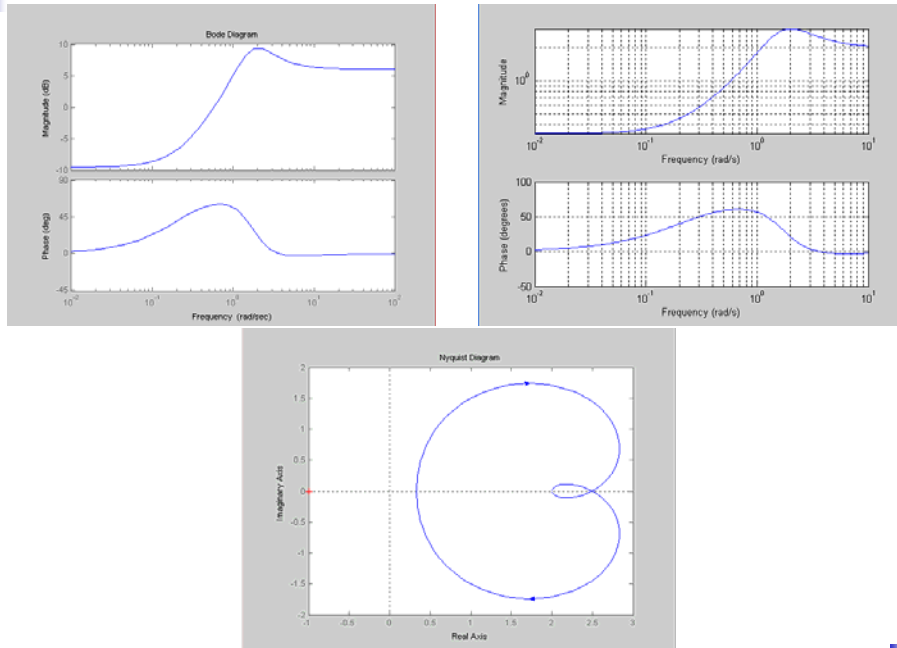 Bode Diagram
Magnitude (dB)
10
5
0
-5
-10
Phase (deg)
90
45
0
-45
10^-2 10^-1 10^0 10^1 10^2
Frequency (rad/sec)
Magnitude
10^0
10^-2 10^-1 10^0 10^1
Frequency (rad/s)
Phase (degrees)
100
50
0
-50
10^-2 10^-1 10^0 10^1
Frequency (rad/s)
Nyquist Diagram
Imaginary Axis
2
1.5
1
0.5
0
-0.5
-1
-1.5
-2
-1 -0.5 0 0.5 1 1.5 2 2.5 3
Real Axis